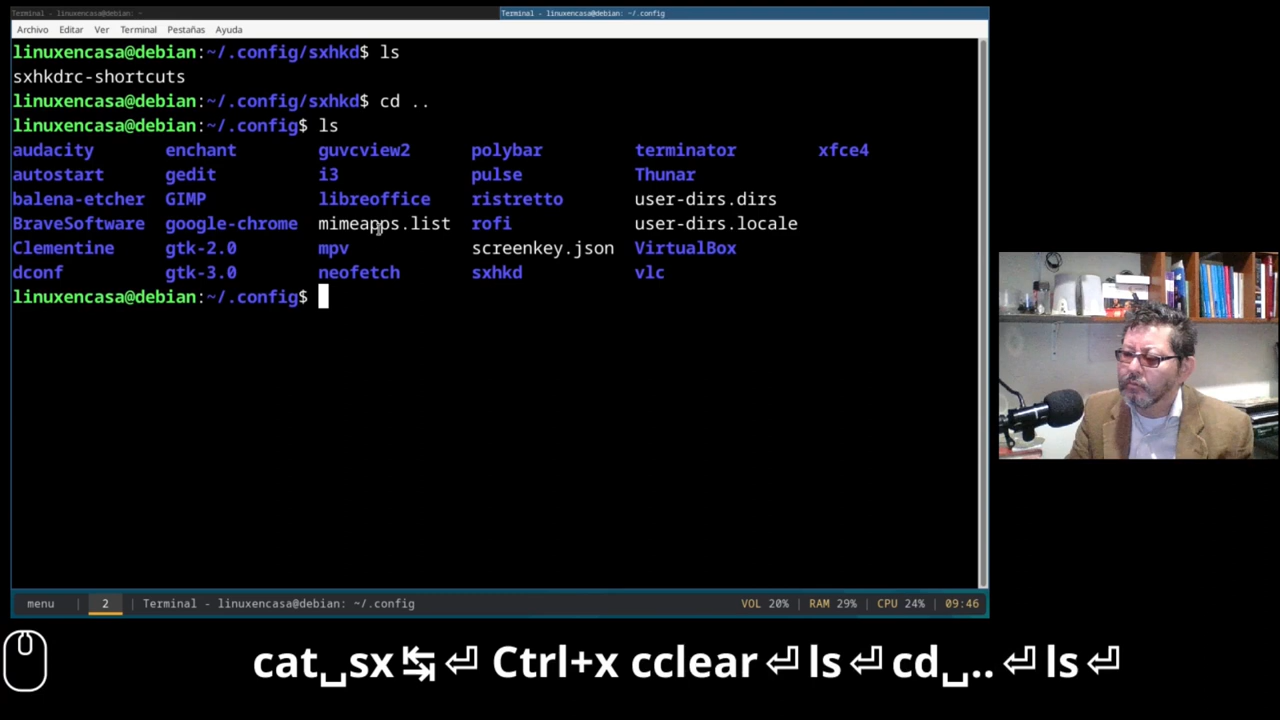 Terminal - linuxencasa@debian: ~
Terminal - linuxencasa@debian: ~/.config
Archivo Editar Ver Terminal Pestañas Ayuda
linuxencasa@debian:~/.config/sxhkd$ ls
sxhkdrc-shortcuts
linuxencasa@debian:~/.config/sxhkd$ cd ..
linuxencasa@debian:~/.config$ ls
audacity enchant guvcview2 polybar terminator xfce4
autostart gedit i3 pulse Thunar
balena-etcher GIMP libreoffice ristretto user-dirs.dirs
BraveSoftware google-chrome mimeapps.list rofi user-dirs.locale
Clementine gtk-2.0 mpv screenkey.json VirtualBox
dconf gtk-3.0 neofetch sxhkd vlc
linuxencasa@debian:~/.config$
menu | 2 | Terminal - linuxencasa@debian: ~/.config VOL 20% | RAM 29% | CPU 24% | 09:46
cat␣sx↹⏎ Ctrl+x cclear⏎ls⏎cd␣..⏎ls⏎